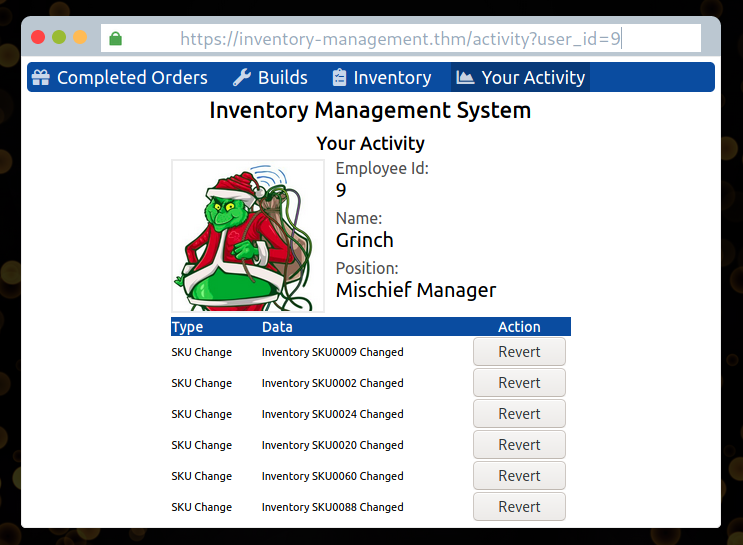 https://inventory-management.thm/activity?user_id=9
Completed Orders Builds Inventory Your Activity
Inventory Management System
Your Activity
Employee Id:
9
Name:
Grinch
Position:
Mischief Manager
Type Data Action
SKU Change Inventory SKU0009 Changed Revert
SKU Change Inventory SKU0002 Changed Revert
SKU Change Inventory SKU0024 Changed Revert
SKU Change Inventory SKU0020 Changed Revert
SKU Change Inventory SKU0060 Changed Revert
SKU Change Inventory SKU0088 Changed Revert